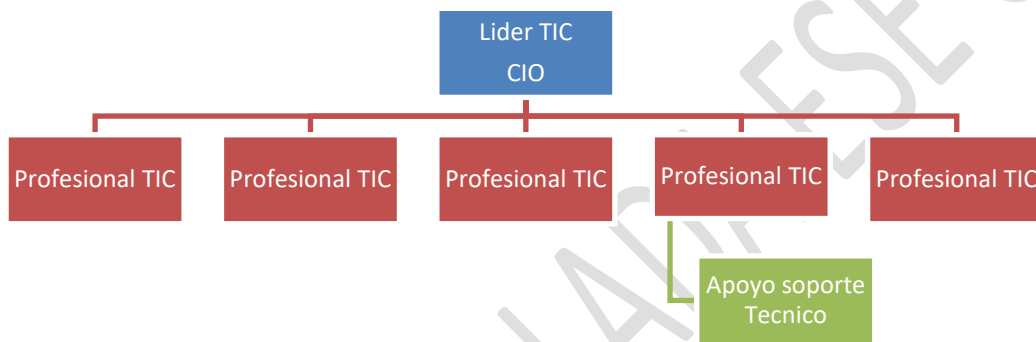 Lider TIC
CIO
Profesional TIC
Profesional TIC
Profesional TIC
Profesional TIC
Profesional TIC
Apoyo soporte
Tecnico